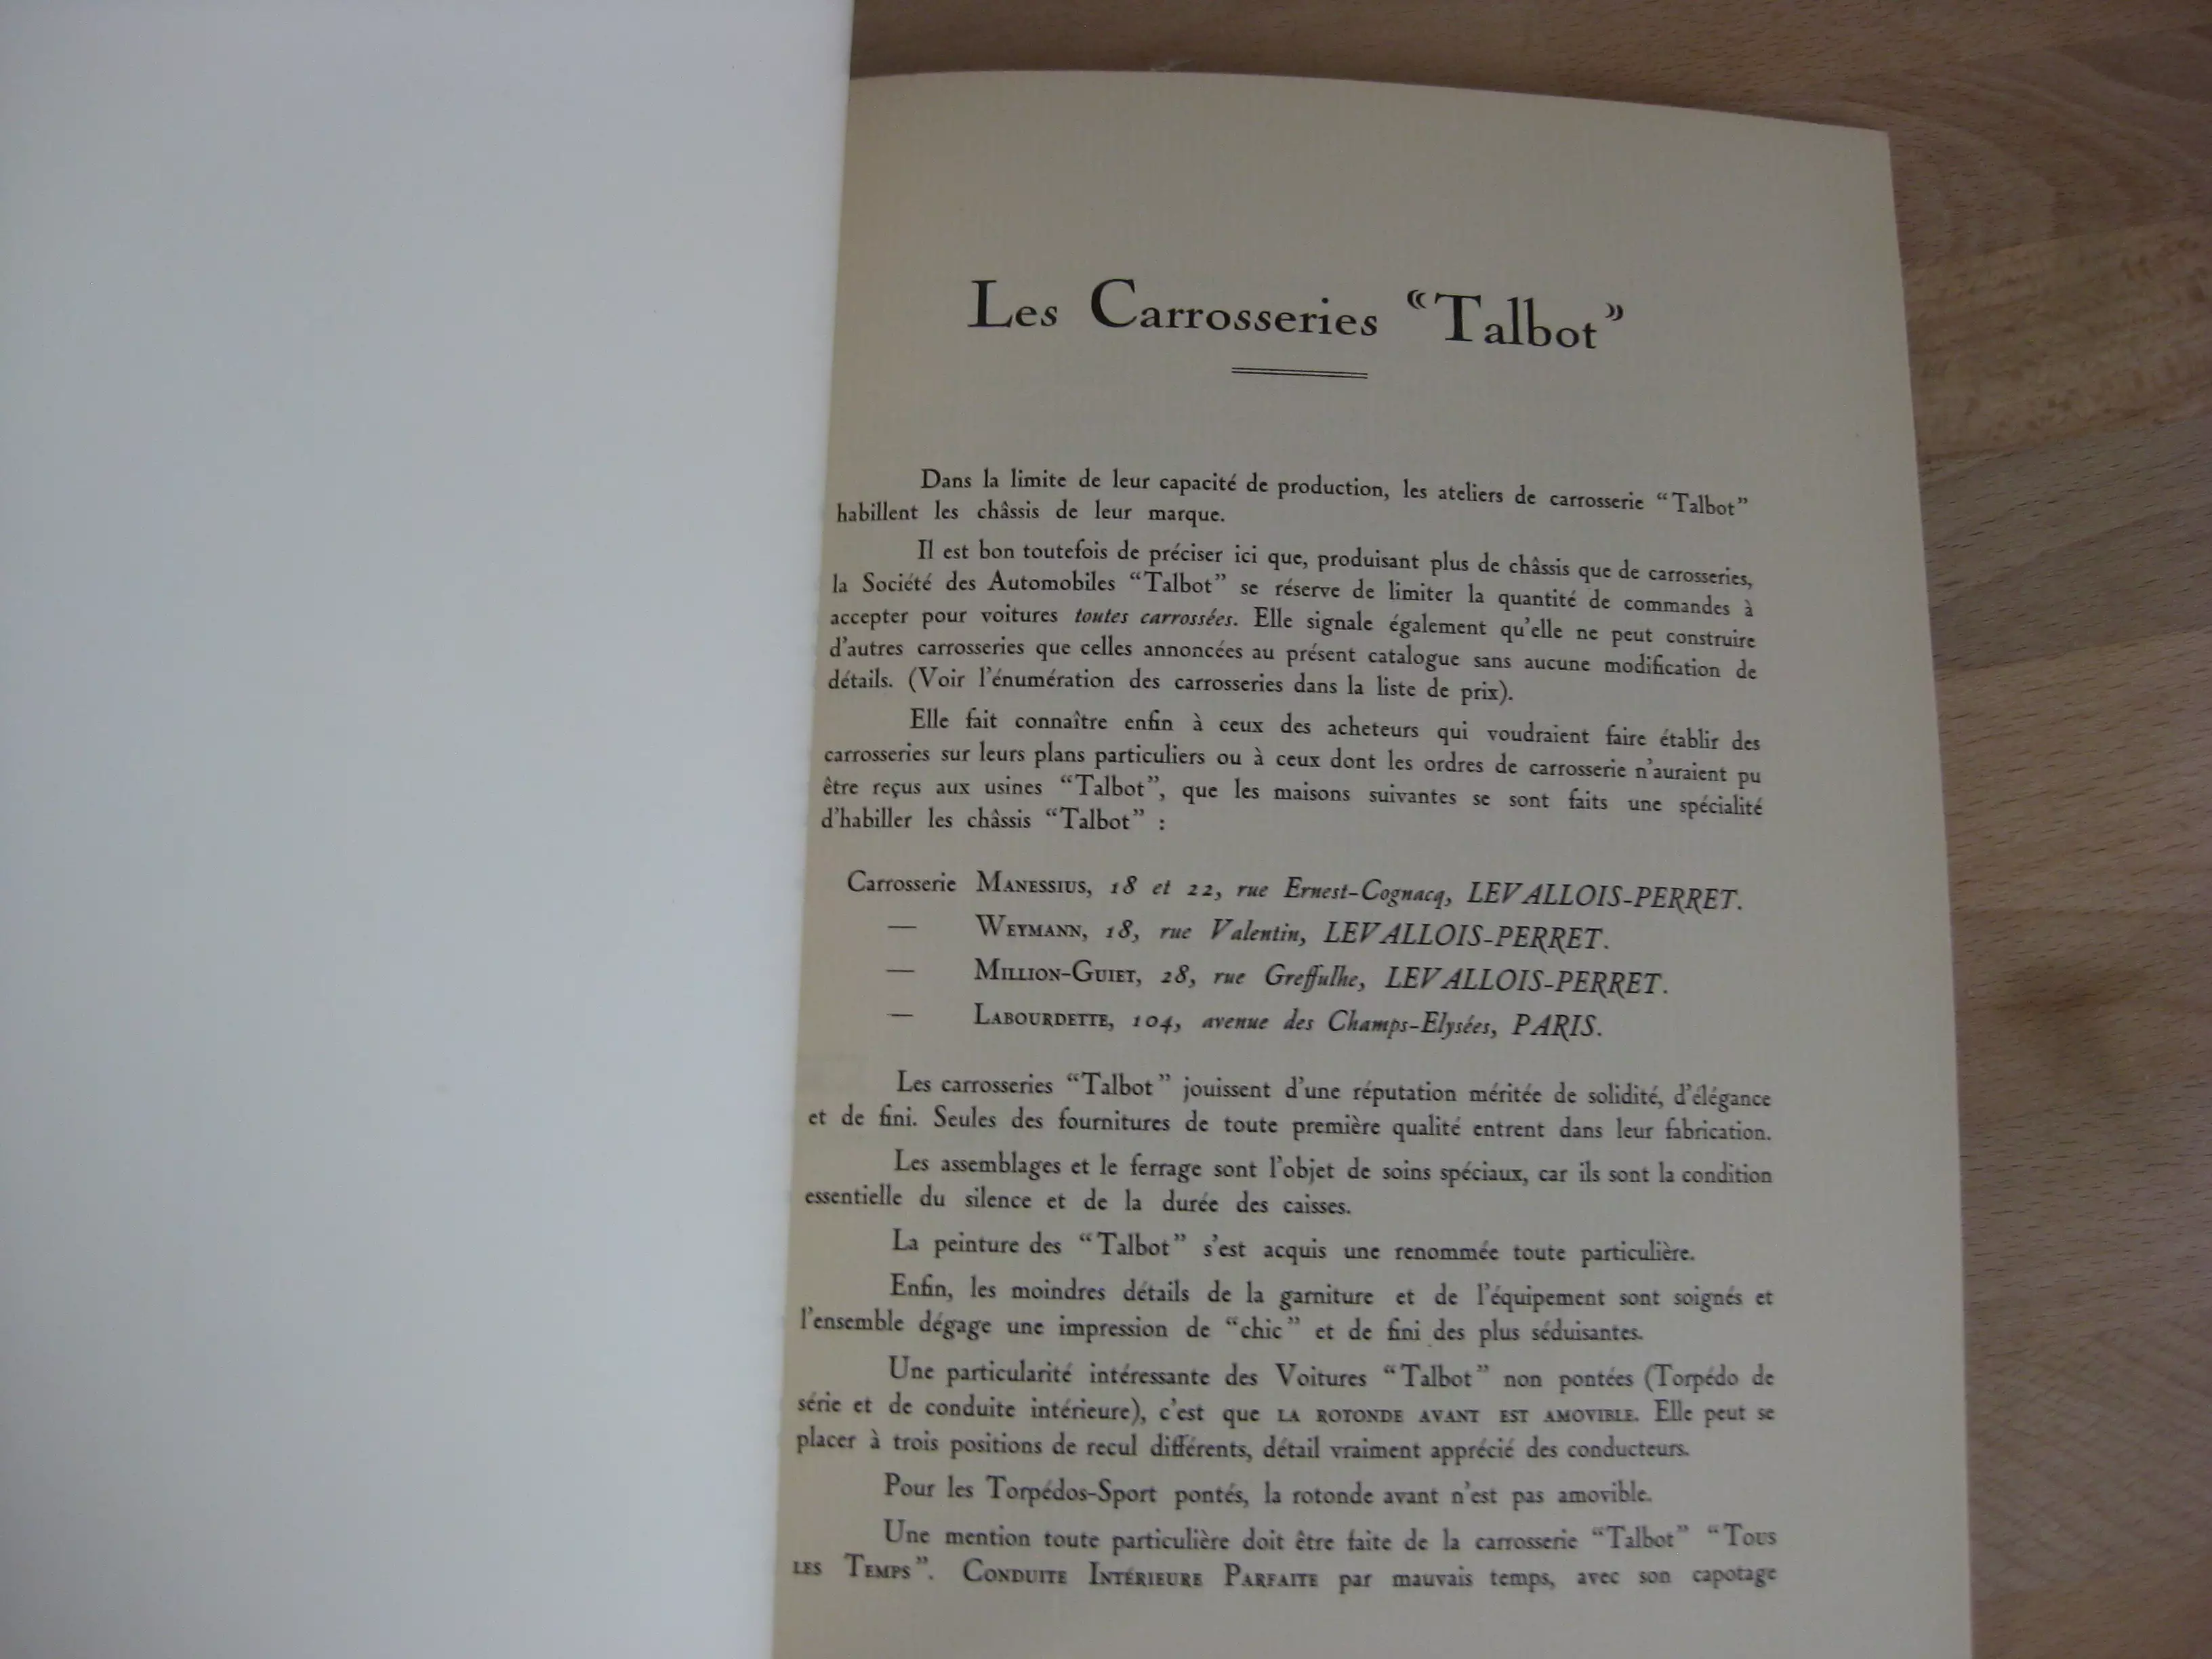 Les Carrosseries “Talbot”
Dans la limite de leur capacité de production, les ateliers de carrosserie “Talbot”
habillent les châssis de leur marque.
Il est bon toutefois de préciser ici que, produisant plus de châssis que de carrosseries,
la Société des Automobiles “Talbot” se réserve de limiter la quantité de commandes à
accepter pour voitures toutes carrossées. Elle signale également qu'elle ne peut construire
d'autres carrosseries que celles annoncées au présent catalogue sans aucune modification de
détails. (Voir l'énumération des carrosseries dans la liste de prix).
Elle fait connaître enfin à ceux des acheteurs qui voudraient faire établir des
carrosseries sur leurs plans particuliers ou à ceux dont les ordres de carrosserie n'auraient pu
être reçus aux usines “Talbot”, que les maisons suivantes se sont faits une spécialité
d'habiller les châssis “Talbot” :
Carrosserie MANESSIUS, 18 et 22, rue Ernest-Cognacq, LEVALLOIS-PERRET.
— WEYMANN, 18, rue Valentin, LEVALLOIS-PERRET.
— MILLION-GUIET, 28, rue Greffulhe, LEVALLOIS-PERRET.
— LABOURDETTE, 104, avenue des Champs-Elysées, PARIS.
Les carrosseries “Talbot” jouissent d'une réputation méritée de solidité, d'élégance
et de fini. Seules des fournitures de toute première qualité entrent dans leur fabrication.
Les assemblages et le ferrage sont l'objet de soins spéciaux, car ils sont la condition
essentielle du silence et de la durée des caisses.
La peinture des “Talbot” s'est acquis une renommée toute particulière.
Enfin, les moindres détails de la garniture et de l'équipement sont soignés et
l'ensemble dégage une impression de “chic” et de fini des plus séduisantes.
Une particularité intéressante des Voitures “Talbot” non pontées (Torpédo de
série et de conduite intérieure), c'est que LA ROTONDE AVANT EST AMOVIBLE. Elle peut se
placer à trois positions de recul différents, détail vraiment apprécié des conducteurs.
Pour les Torpédos-Sport pontés, la rotonde avant n'est pas amovible.
Une mention toute particulière doit être faite de la carrosserie “Talbot” “TOUS
LES TEMPS”. CONDUITE INTÉRIEURE PARFAITE par mauvais temps, avec son capotage